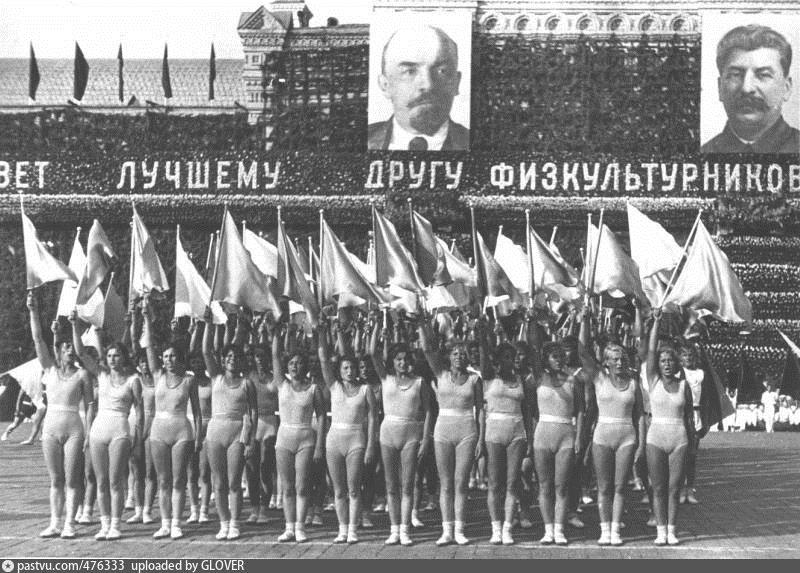 ВЕТ ЛУЧШЕМУ ДРУГУ ФИЗКУЛЬТУРНИКОВ
pastvu.com/476333 uploaded by GLOVER